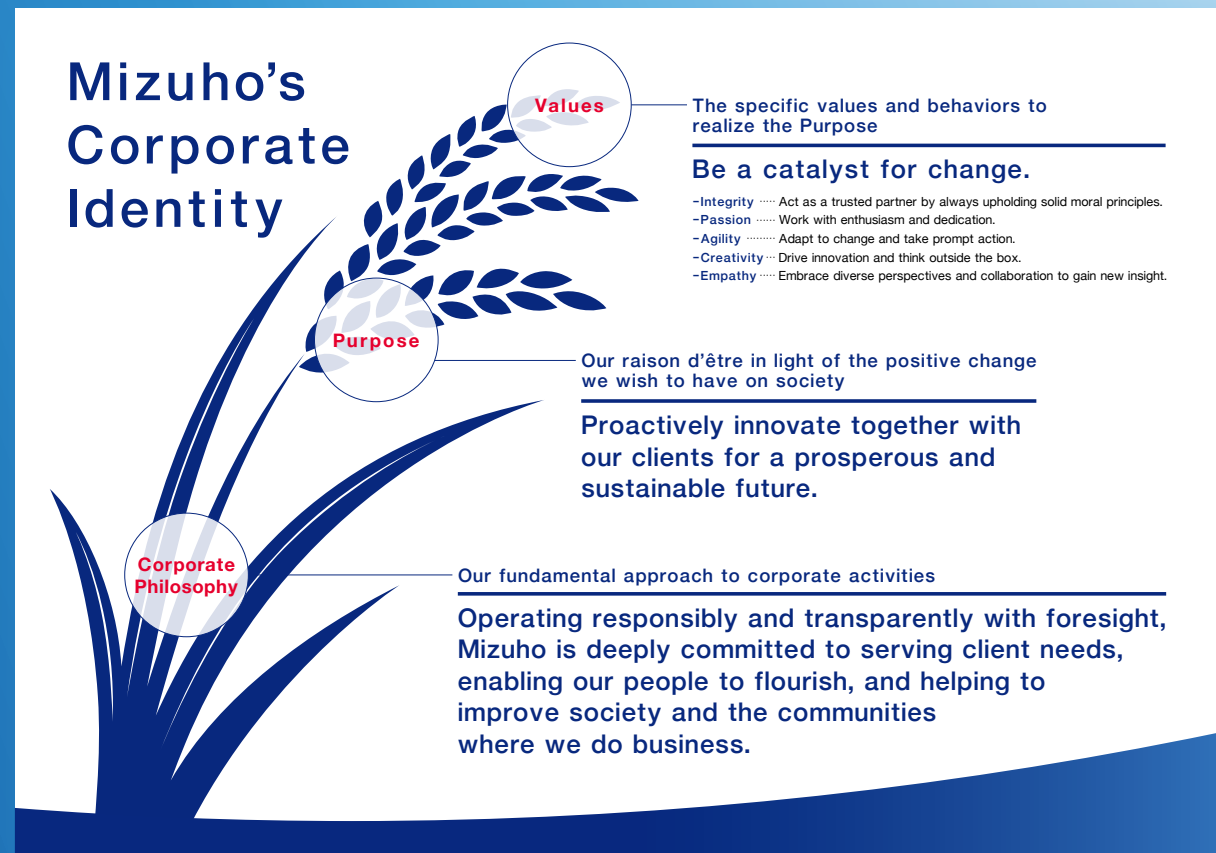 Mizuho’s
Corporate
Identity
Values
The specific values and behaviors to
realize the Purpose
Be a catalyst for change.
–Integrity ····· Act as a trusted partner by always upholding solid moral principles.
–Passion ······ Work with enthusiasm and dedication.
–Agility ········· Adapt to change and take prompt action.
–Creativity ··· Drive innovation and think outside the box.
–Empathy ····· Embrace diverse perspectives and collaboration to gain new insight.
Purpose
Our raison d’être in light of the positive change
we wish to have on society
Proactively innovate together with
our clients for a prosperous and
sustainable future.
Corporate
Philosophy
Our fundamental approach to corporate activities
Operating responsibly and transparently with foresight,
Mizuho is deeply committed to serving client needs,
enabling our people to flourish, and helping to
improve society and the communities
where we do business.